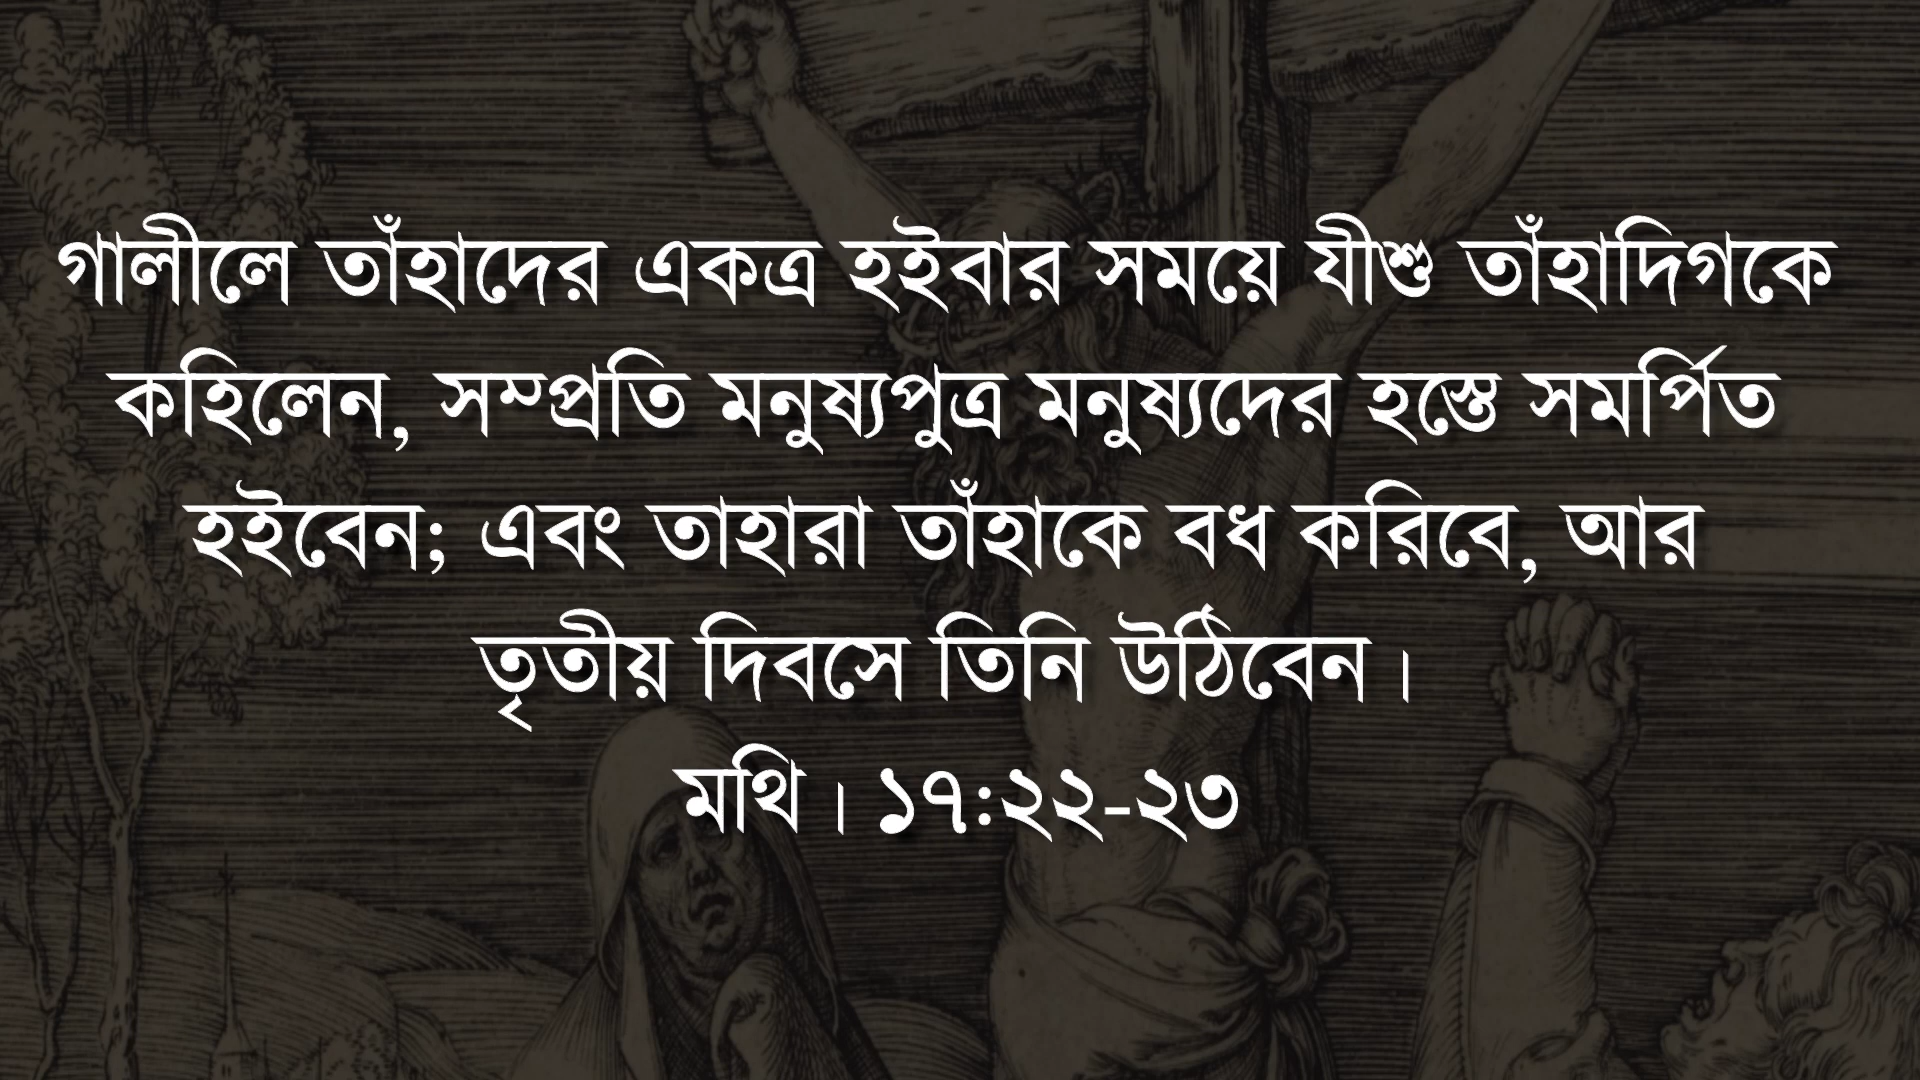 গালীলে তাঁহাদের একত্র হইবার সময়ে যীশু তাঁহাদিগকে
কহিলেন, সম্প্রতি মনুষ্যপুত্র মনুষ্যদের হস্তে সমর্পিত
হইবেন; এবং তাহারা তাঁহাকে বধ করিবে, আর
তৃতীয় দিবসে তিনি উঠিবেন।
মথি। ১৭:২২-২৩